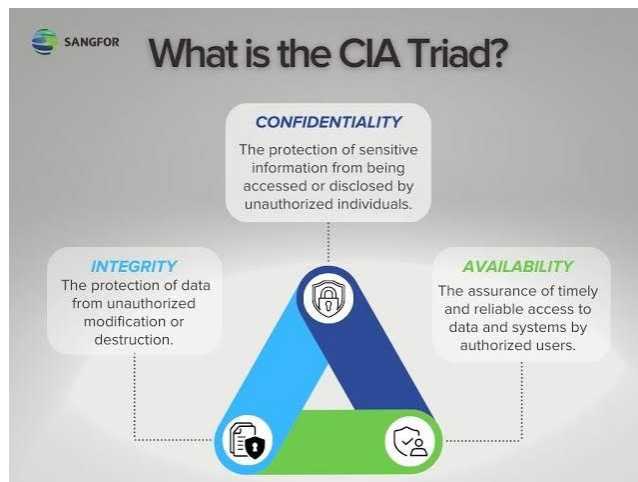 SANGFOR
What is the CIA Triad?
CONFIDENTIALITY
The protection of sensitive
information from being
accessed or disclosed by
unauthorized individuals.
INTEGRITY
The protection of data
from unauthorized
modification or
destruction.
AVAILABILITY
The assurance of timely
and reliable access to
data and systems by
authorized users.